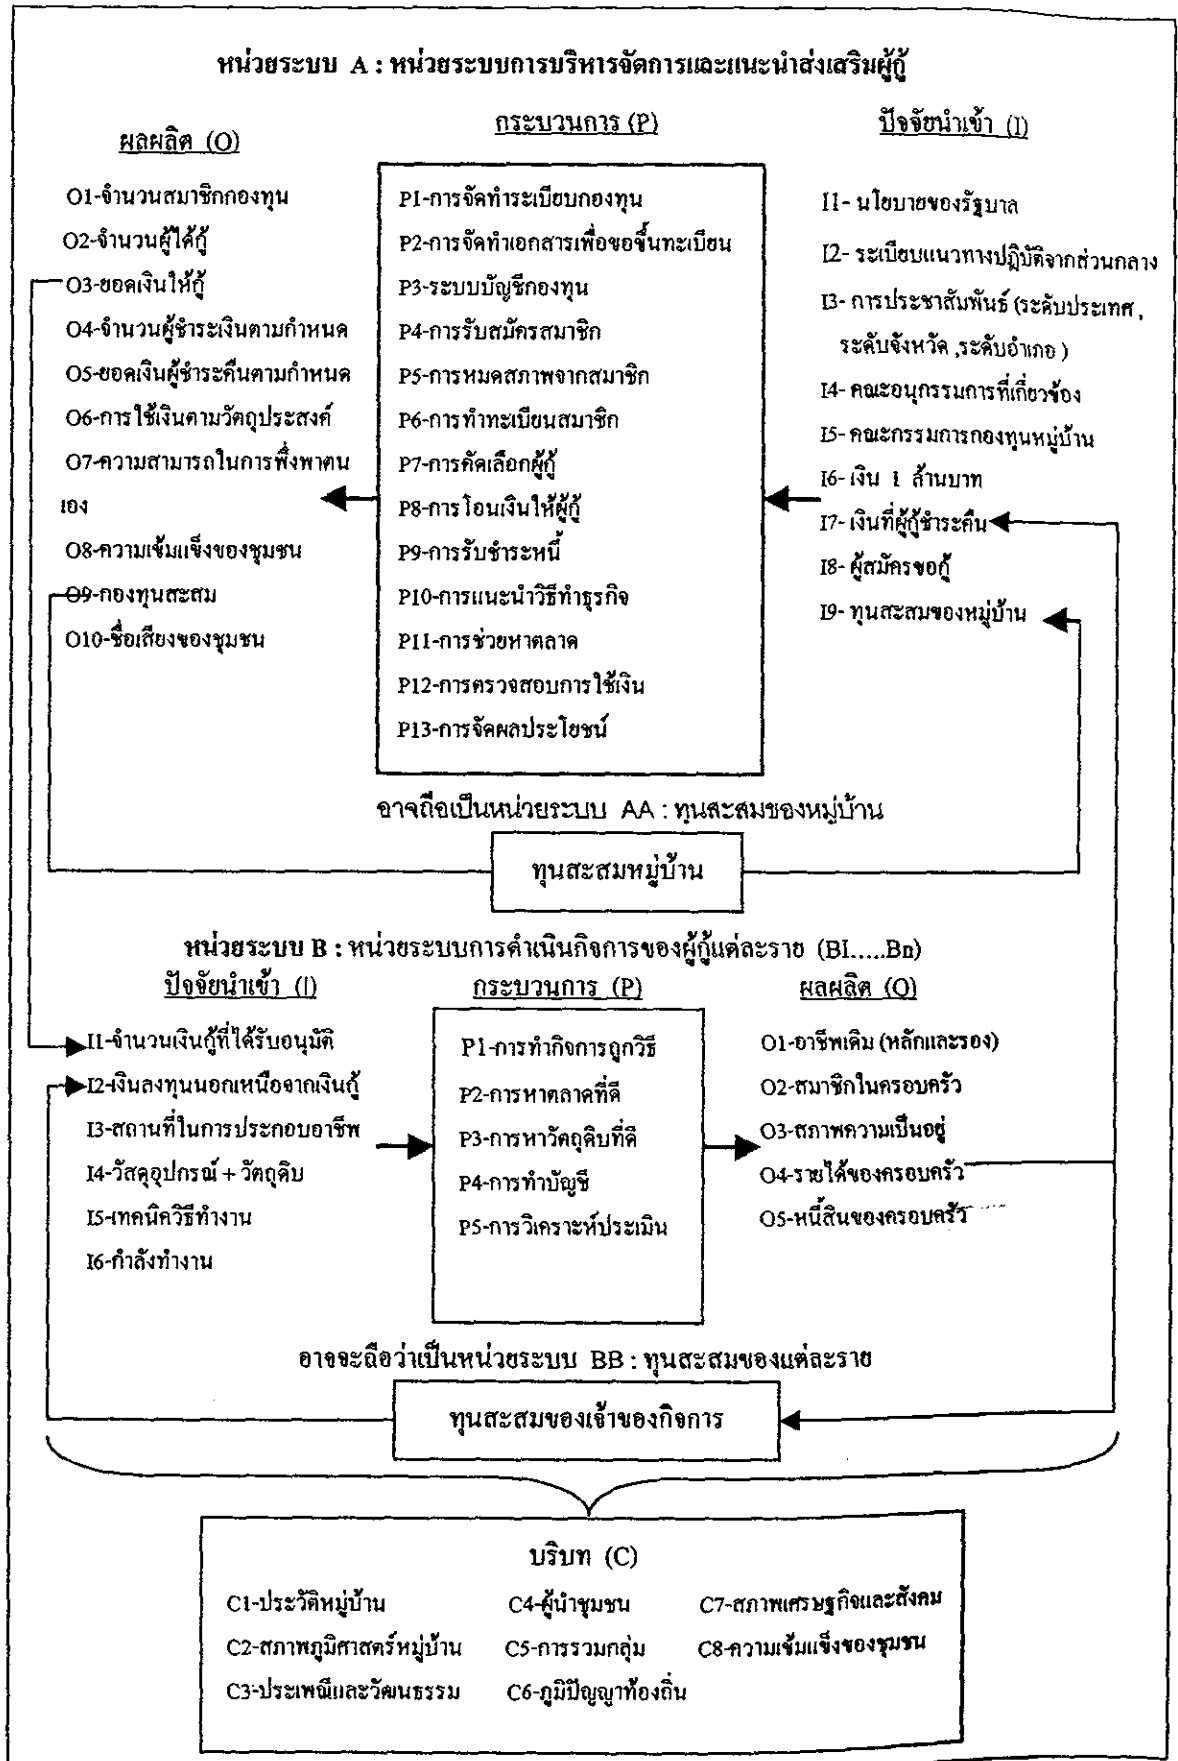 หน่วยระบบ A : หน่วยระบบการบริหารจัดการและแนะนำส่งเสริมผู้กู้
ผลผลิต (O)
O1-จำนวนสมาชิกกองทุน
O2-จำนวนผู้ได้กู้
O3-ยอดเงินให้กู้
O4-จำนวนผู้ชำระเงินตามกำหนด
O5-ยอดเงินผู้ชำระคืนตามกำหนด
O6-การใช้เงินตามวัตถุประสงค์
O7-ความสามารถในการพึ่งพาตน
เอง
O8-ความเข้มแข็งของชุมชน
O9-กองทุนสะสม
O10-ชื่อเสียงของชุมชน
กระบวนการ (P)
P1-การจัดทำระเบียบกองทุน
P2-การจัดทำเอกสารเพื่อขอขึ้นทะเบียน
P3-ระบบบัญชีกองทุน
P4-การรับสมัครสมาชิก
P5-การหมดสภาพจากสมาชิก
P6-การทำทะเบียนสมาชิก
P7-การคัดเลือกผู้กู้
P8-การโอนเงินให้ผู้กู้
P9-การรับชำระหนี้
P10-การแนะนำวิธีทำธุรกิจ
P11-การช่วยหาตลาด
P12-การตรวจสอบการใช้เงิน
P13-การจัดผลประโยชน์
ปัจจัยนำเข้า (I)
I1- นโยบายของรัฐบาล
I2- ระเบียบแนวทางปฏิบัติจากส่วนกลาง
I3- การประชาสัมพันธ์ (ระดับประเทศ,
ระดับจังหวัด ,ระดับอำเภอ )
I4- คณะอนุกรรมการที่เกี่ยวข้อง
I5- คณะกรรมการกองทุนหมู่บ้าน
I6- เงิน 1 ล้านบาท
I7- เงินที่ผู้กู้ชำระคืน
I8- ผู้สมัครขอกู้
I9- ทุนสะสมของหมู่บ้าน
อาจถือเป็นหน่วยระบบ AA : ทุนสะสมของหมู่บ้าน
ทุนสะสมหมู่บ้าน
หน่วยระบบ B : หน่วยระบบการดำเนินกิจการของผู้กู้แต่ละราย (BI.....Bn)
ปัจจัยนำเข้า (I)
I1-จำนวนเงินกู้ที่ได้รับอนุมัติ
I2-เงินลงทุนนอกเหนือจากเงินกู้
I3-สถานที่ในการประกอบอาชีพ
I4-วัสดุอุปกรณ์ + วัตถุดิบ
I5-เทคนิควิธีทำงาน
I6-กำลังทำงาน
กระบวนการ (P)
P1-การทำกิจการถูกวิธี
P2-การหาตลาดที่ดี
P3-การหาวัตถุดิบที่ดี
P4-การทำบัญชี
P5-การวิเคราะห์ประเมิน
ผลผลิต (O)
O1-อาชีพเดิม (หลักและรอง)
O2-สมาชิกในครอบครัว
O3-สภาพความเป็นอยู่
O4-รายได้ของครอบครัว
O5-หนี้สินของครอบครัว
อาจจะถือว่าเป็นหน่วยระบบ BB : ทุนสะสมของแต่ละราย
ทุนสะสมของเจ้าของกิจการ
บริบท (C)
C1-ประวัติหมู่บ้าน
C2-สภาพภูมิศาสตร์หมู่บ้าน
C3-ประเพณีและวัฒนธรรม
C4-ผู้นำชุมชน
C5-การรวมกลุ่ม
C6-ภูมิปัญญาท้องถิ่น
C7-สภาพเศรษฐกิจและสังคม
C8-ความเข้มแข็งของชุมชน